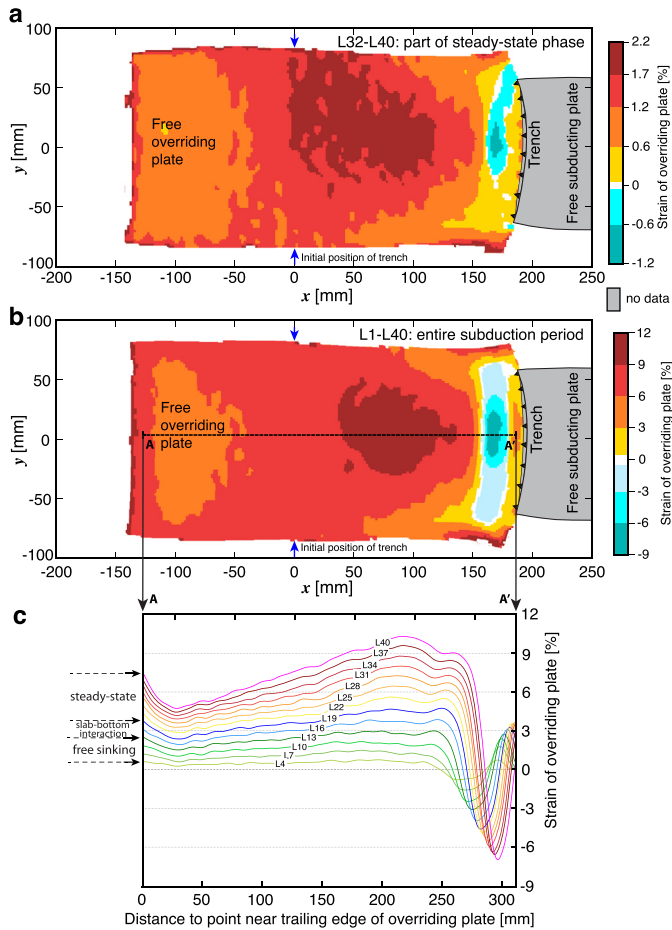 a
L32-L40: part of steady-state phase
100
50
0
-50
-100
y [mm]
Free
overriding
plate
Trench
Free subducting plate
Initial position of trench
-200 -150 -100 -50 0 50 100 150 200 250
x [mm]
2.2
1.7
1.2
0.6
0
-0.6
-1.2
Strain of overriding plate [%]
no data
b
L1-L40: entire subduction period
100
50
0
-50
-100
y [mm]
Free
overriding
plate
A
A'
Trench
Free subducting plate
Initial position of trench
-200 -150 -100 -50 0 50 100 150 200 250
x [mm]
12
9
6
3
0
-3
-6
-9
Strain of overriding plate [%]
A
A'
c
steady-state
slab-bottom
interaction
free sinking
L40
L37
L34
L31
L28
L25
L22
L19
L16
L13
L10
L7
L4
12
9
6
3
0
-3
-6
-9
Strain of overriding plate [%]
0 50 100 150 200 250 300
Distance to point near trailing edge of overriding plate [mm]